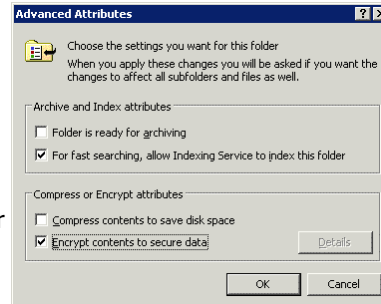 Advanced Attributes
Choose the settings you want for this folder
When you apply these changes you will be asked if you want the
changes to affect all subfolders and files as well.
Archive and Index attributes
Folder is ready for archiving
For fast searching, allow Indexing Service to index this folder
Compress or Encrypt attributes
Compress contents to save disk space
Encrypt contents to secure data
Details
OK
Cancel